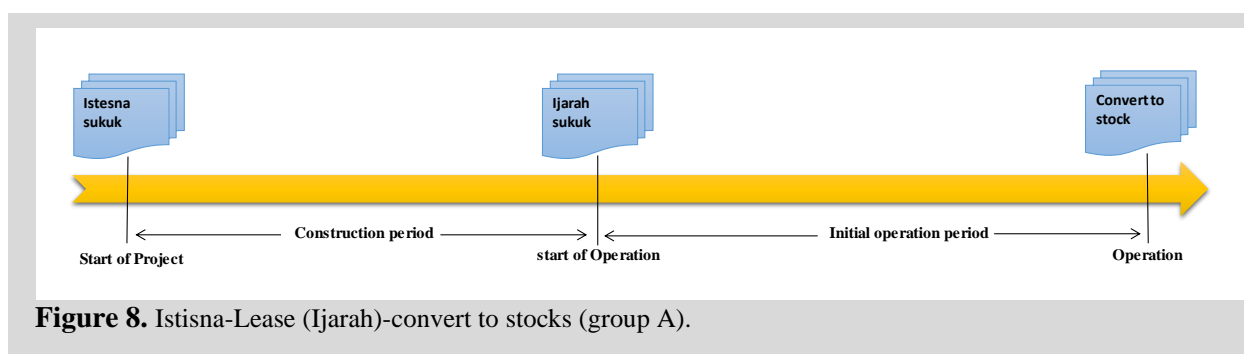 Istesna
sukuk
Ijarah
sukuk
Convert to
stock
Construction period
Initial operation period
Start of Project
start of Operation
Operation
Figure 8. Istisna-Lease (Ijarah)-convert to stocks (group A).